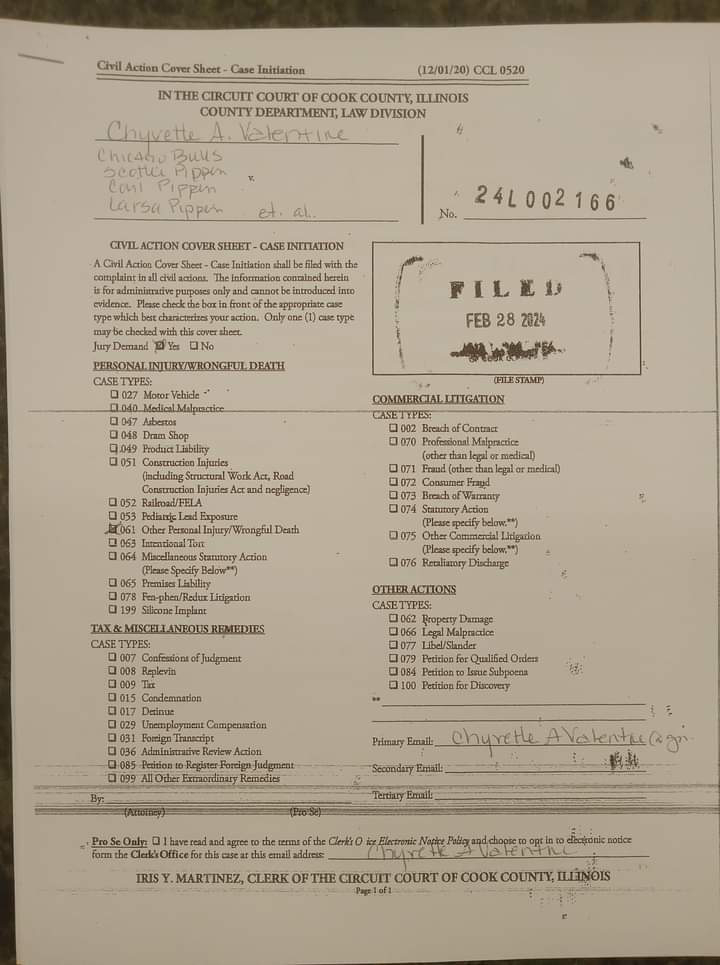 Civil Action Cover Sheet - Case Initiation (12/01/20) CCL 0520
IN THE CIRCUIT COURT OF COOK COUNTY, ILLINOIS
COUNTY DEPARTMENT, LAW DIVISION
Chyvette A. Valentine
Chicago Bulls
Scottie Pippen
v.
Carl Pippen
Larsa Pippen et. al.
No. 24L002166
CIVIL ACTION COVER SHEET - CASE INITIATION
A Civil Action Cover Sheet - Case Initiation shall be filed with the
complaint in all civil actions. The information contained herein
is for administrative purposes only and cannot be introduced into
evidence. Please check the box in front of the appropriate case
type which best characterizes your action. Only one (1) case type
may be checked with this cover sheet.
Jury Demand ☒ Yes ☐ No
FILED
FEB 28 2024
(FILE STAMP)
PERSONAL INJURY/WRONGFUL DEATH
CASE TYPES:
☐ 027 Motor Vehicle
☐ 040 Medical Malpractice
☐ 047 Asbestos
☐ 048 Dram Shop
☐ 049 Product Liability
☐ 051 Construction Injuries
(including Structural Work Act, Road
Construction Injuries Act and negligence)
☐ 052 Railroad/FELA
☐ 053 Pediatric Lead Exposure
☒ 061 Other Personal Injury/Wrongful Death
☐ 063 Intentional Tort
☐ 064 Miscellaneous Statutory Action
(Please Specify Below**)
☐ 065 Premises Liability
☐ 078 Fen-phen/Redux Litigation
☐ 199 Silicone Implant
TAX & MISCELLANEOUS REMEDIES
CASE TYPES:
☐ 007 Confessions of Judgment
☐ 008 Replevin
☐ 009 Tax
☐ 015 Condemnation
☐ 017 Detinue
☐ 029 Unemployment Compensation
☐ 031 Foreign Transcript
☐ 036 Administrative Review Action
☐ 085 Petition to Register Foreign Judgment
☐ 099 All Other Extraordinary Remedies
By:
(Attorney) (Pro Se)
COMMERCIAL LITIGATION
CASE TYPES:
☐ 002 Breach of Contract
☐ 070 Professional Malpractice
(other than legal or medical)
☐ 071 Fraud (other than legal or medical)
☐ 072 Consumer Fraud
☐ 073 Breach of Warranty
☐ 074 Statutory Action
(Please specify below.**)
☐ 075 Other Commercial Litigation
(Please specify below.**)
☐ 076 Retaliatory Discharge
OTHER ACTIONS
CASE TYPES:
☐ 062 Property Damage
☐ 066 Legal Malpractice
☐ 077 Libel/Slander
☐ 079 Petition for Qualified Orders
☐ 084 Petition to Issue Subpoena
☐ 100 Petition for Discovery
**
Primary Email: Chyvette A Valentine@
Secondary Email:
Tertiary Email:
Pro Se Only: ☐ I have read and agree to the terms of the Clerk's O ice Electronic Notice Policy and choose to opt in to electronic notice
form the Clerk's Office for this case at this email address: Chyvette A Valentine
IRIS Y. MARTINEZ, CLERK OF THE CIRCUIT COURT OF COOK COUNTY, ILLINOIS
Page 1 of 1